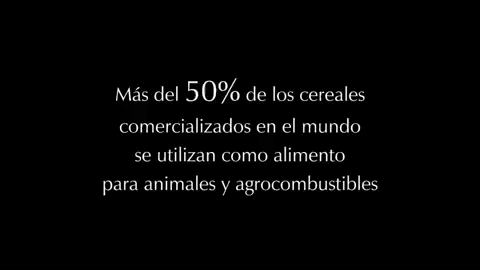 Más del 50% de los cereales
comercializados en el mundo
se utilizan como alimento
para animales y agrocombustibles